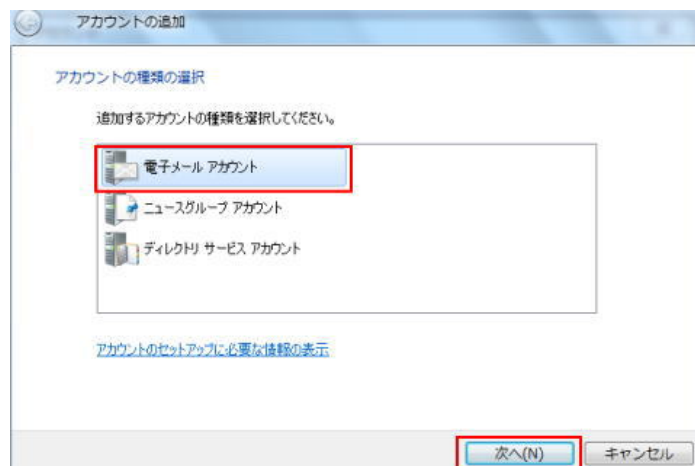 アカウントの追加
アカウントの種類の選択
追加するアカウントの種類を選択してください。
電子メール アカウント
ニュースグループ アカウント
ディレクトリ サービス アカウント
アカウントのセットアップに必要な情報の表示
次へ(N)
キャンセル